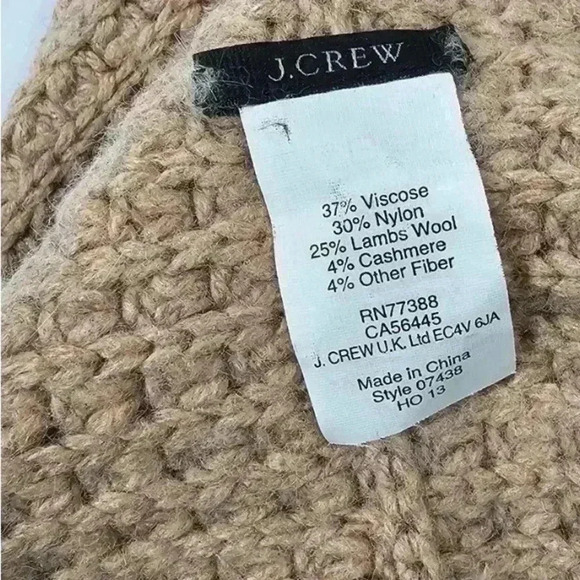 J.CREW
37% Viscose
30% Nylon
25% Lambs Wool
4% Cashmere
4% Other Fiber
RN77388
CA56445
J. CREW U.K. Ltd EC4V 6JA
Made in China
Style 07438
HO 13